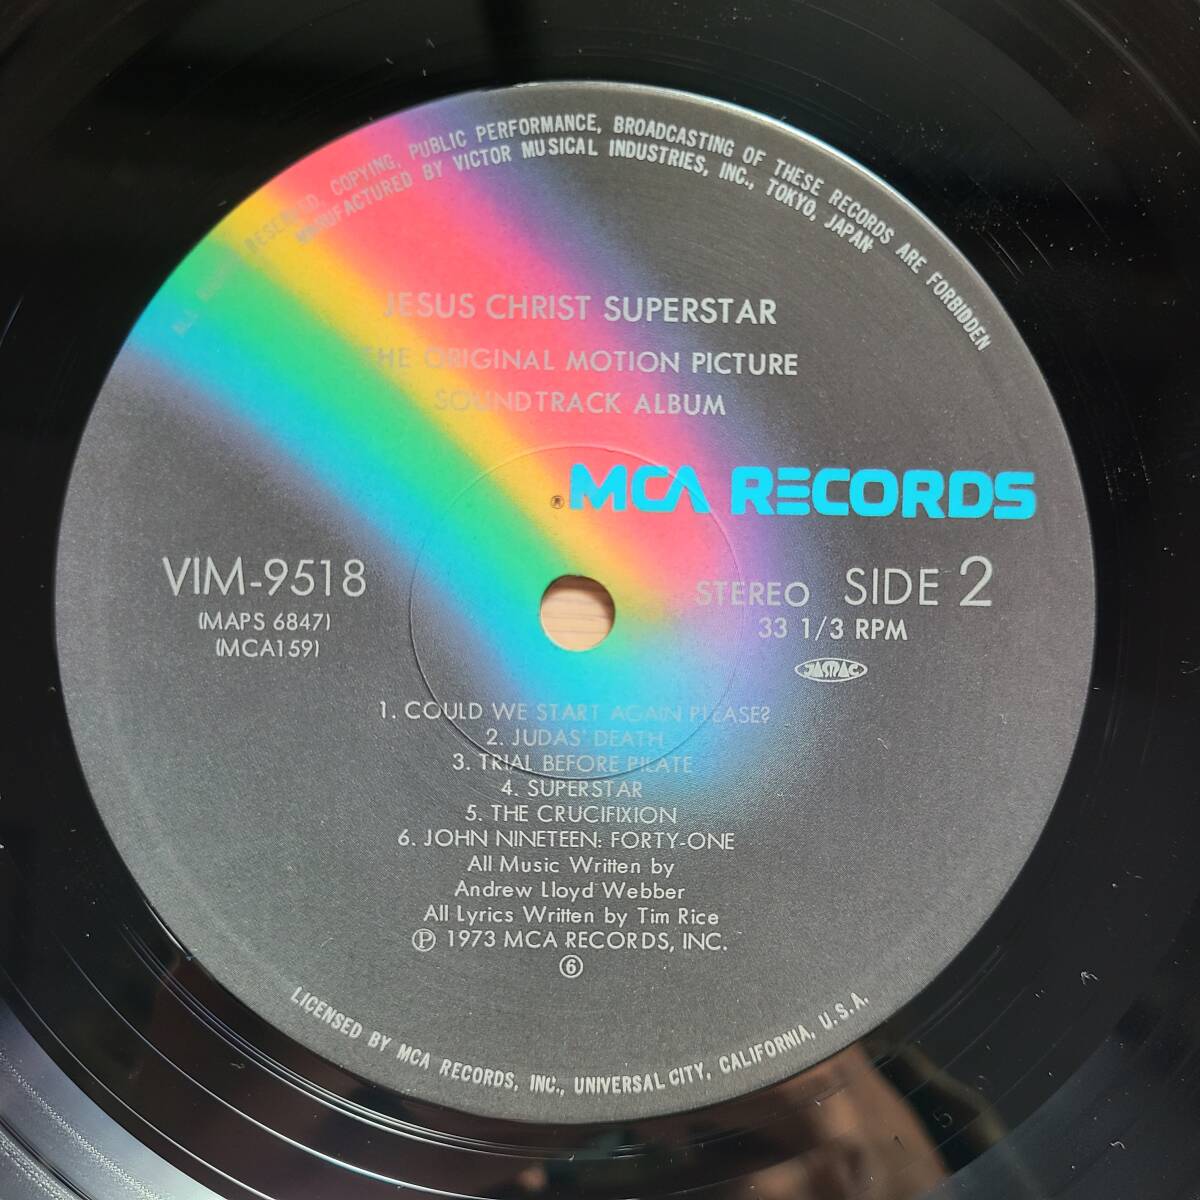 ALL RIGHTS RESERVED. COPYING, PUBLIC PERFORMANCE, BROADCASTING OF THESE RECORDS ARE FORBIDDEN
MANUFACTURED BY VICTOR MUSICAL INDUSTRIES, INC., TOKYO, JAPAN
JESUS CHRIST SUPERSTAR
THE ORIGINAL MOTION PICTURE
SOUNDTRACK ALBUM
® MCA RECORDS
VIM-9518
(MAPS 6847)
(MCA159)
STEREO SIDE 2
33 1/3 RPM
JASRAC
1. COULD WE START AGAIN PLEASE?
2. JUDAS' DEATH
3. TRIAL BEFORE PILATE
4. SUPERSTAR
5. THE CRUCIFIXION
6. JOHN NINETEEN: FORTY-ONE
All Music Written by
Andrew Lloyd Webber
All Lyrics Written by Tim Rice
℗ 1973 MCA RECORDS, INC.
⑥
LICENSED BY MCA RECORDS, INC., UNIVERSAL CITY, CALIFORNIA, U.S.A.